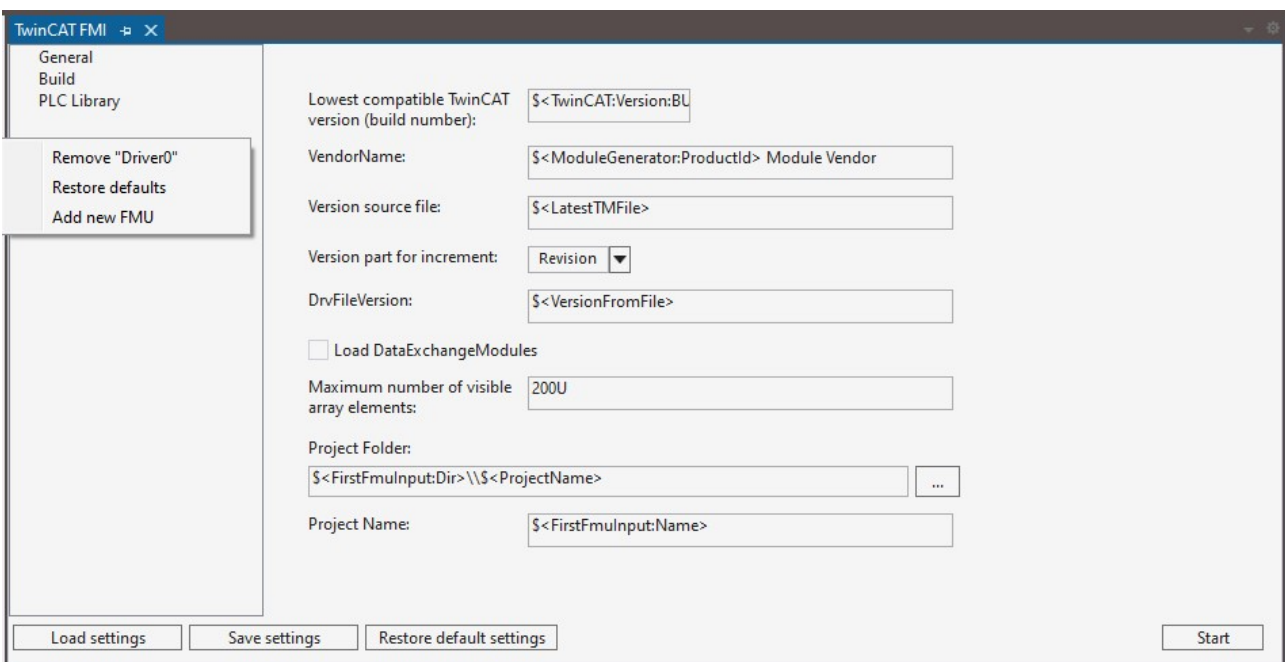 TwinCAT FMI
General
Build
PLC Library
Remove "Driver0"
Restore defaults
Add new FMU
Lowest compatible TwinCAT
version (build number):
$<TwinCAT:Version:BU
VendorName:
$<ModuleGenerator:ProductId> Module Vendor
Version source file:
$<LatestTMFile>
Version part for increment:
Revision
DrvFileVersion:
$<VersionFromFile>
Load DataExchangeModules
Maximum number of visible
array elements:
200U
Project Folder:
$<FirstFmuInput:Dir>\\$<ProjectName>
...
Project Name:
$<FirstFmuInput:Name>
Load settings
Save settings
Restore default settings
Start